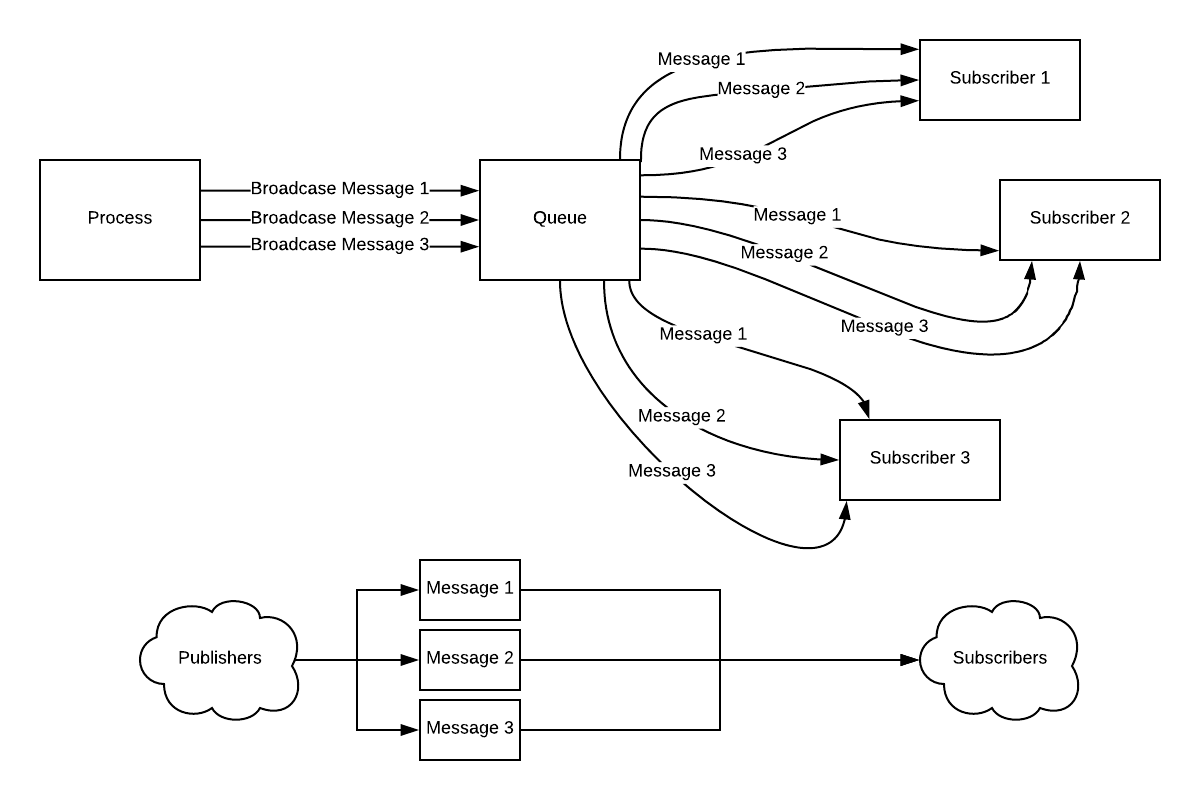 Message 1
Subscriber 1
Message 2
Message 3
Process
Broadcase Message 1
Broadcase Message 2
Broadcase Message 3
Queue
Message 1
Subscriber 2
Message 2
Message 3
Message 1
Message 2
Subscriber 3
Message 3
Message 1
Publishers
Message 2
Subscribers
Message 3